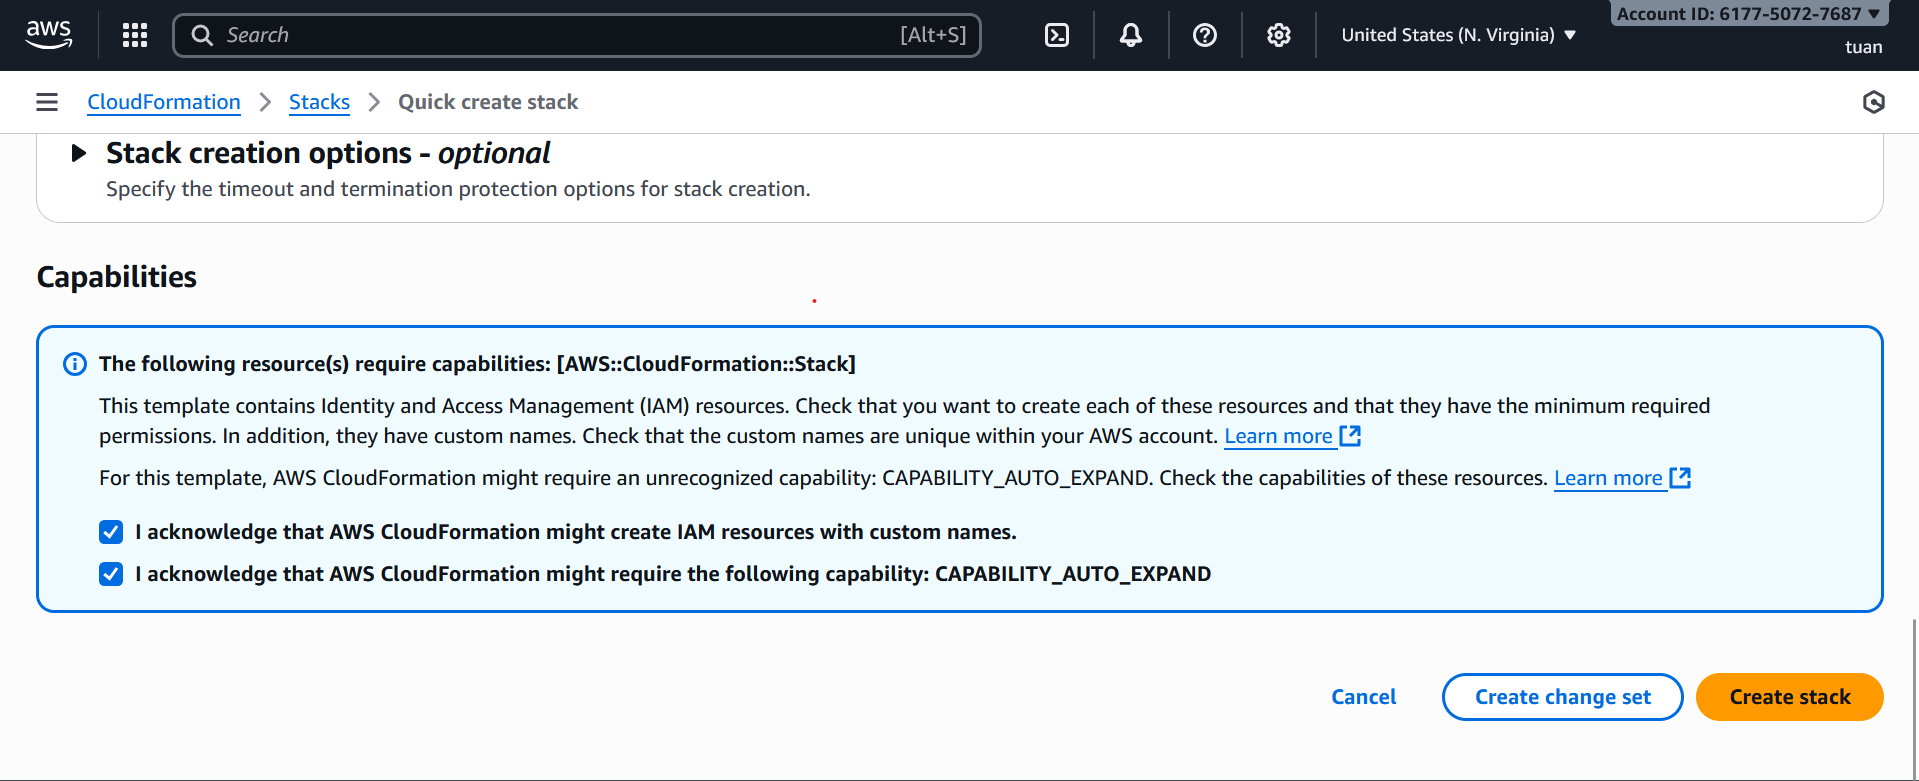 aws
Search
[Alt+S]
United States (N. Virginia)
Account ID: 6177-5072-7687
tuan
CloudFormation
Stacks
Quick create stack
Stack creation options - optional
Specify the timeout and termination protection options for stack creation.
Capabilities
The following resource(s) require capabilities: [AWS::CloudFormation::Stack]
This template contains Identity and Access Management (IAM) resources. Check that you want to create each of these resources and that they have the minimum required
permissions. In addition, they have custom names. Check that the custom names are unique within your AWS account. Learn more
For this template, AWS CloudFormation might require an unrecognized capability: CAPABILITY_AUTO_EXPAND. Check the capabilities of these resources. Learn more
I acknowledge that AWS CloudFormation might create IAM resources with custom names.
I acknowledge that AWS CloudFormation might require the following capability: CAPABILITY_AUTO_EXPAND
Cancel
Create change set
Create stack